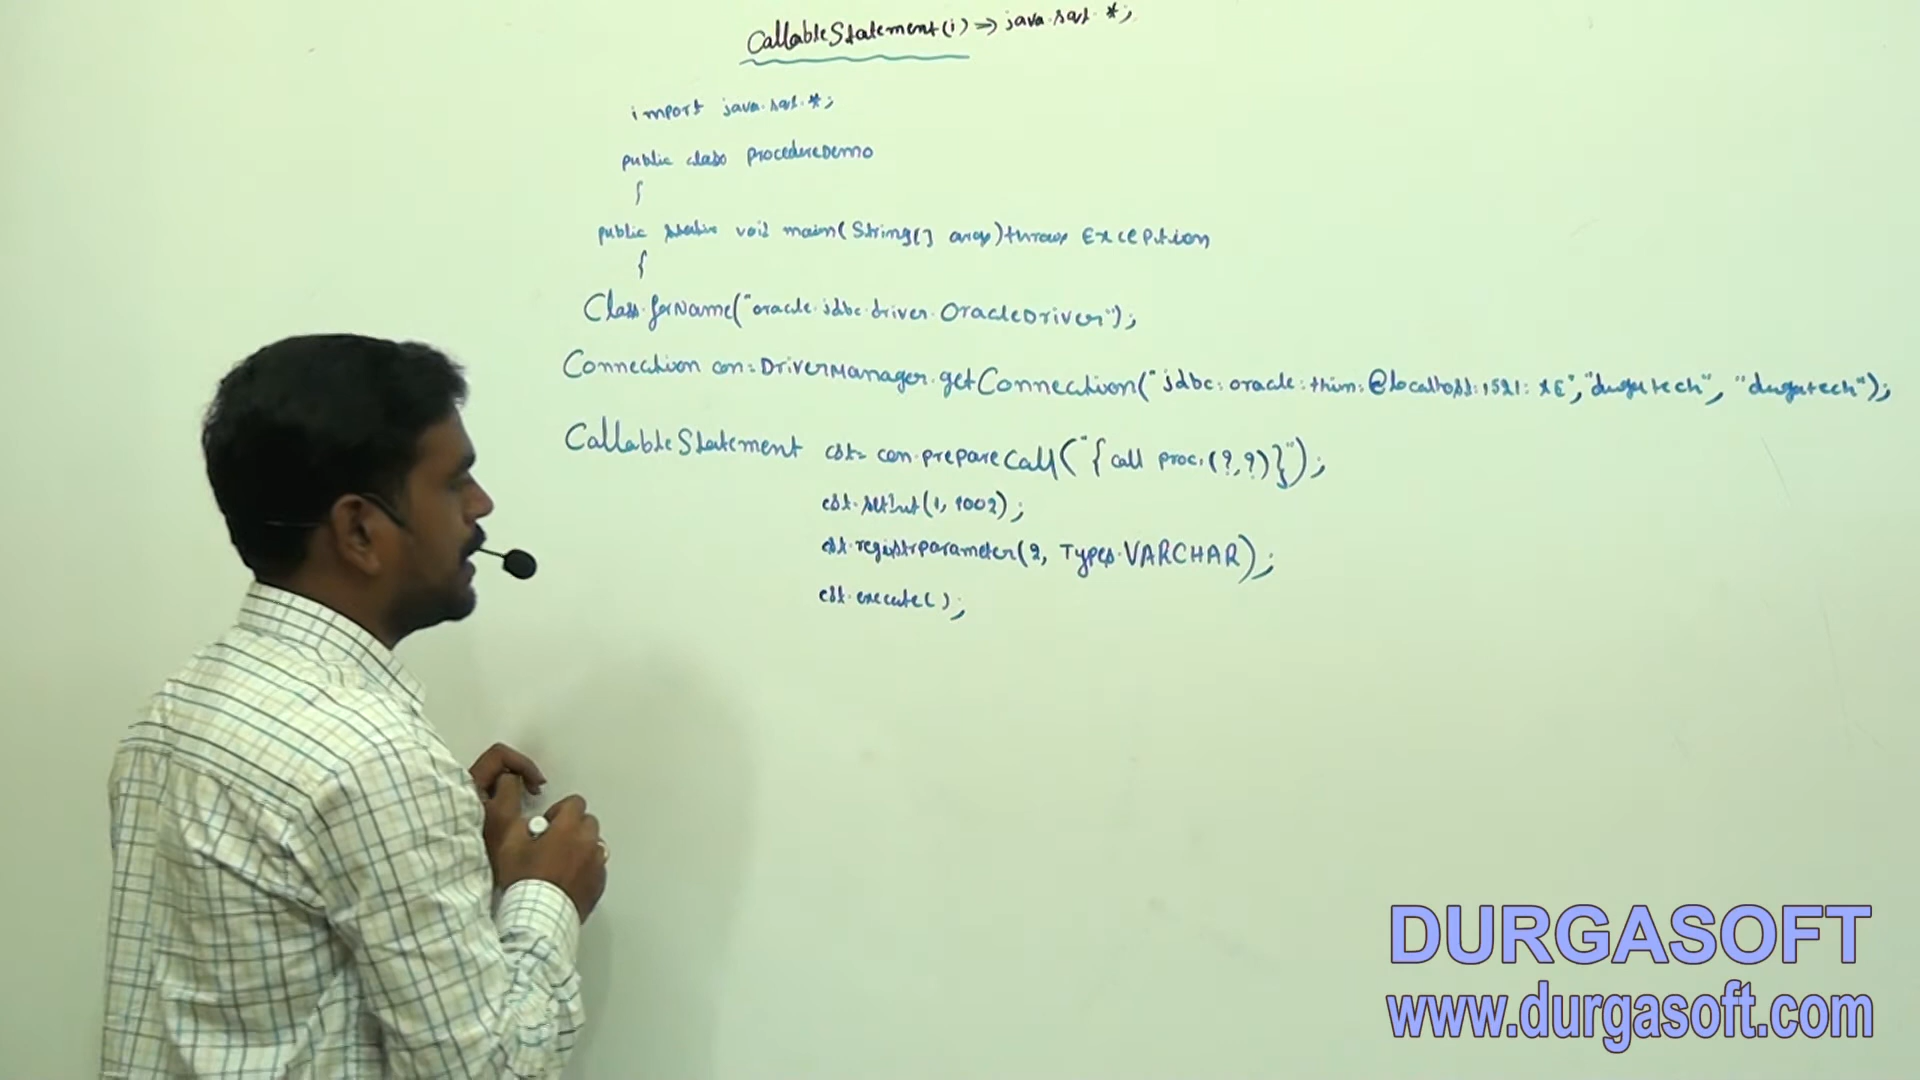 CallableStatement(i) => java.sql.*;
import java.sql.*;
public class ProcedureDemo
{
public static void main(String[] args)throws Exception
{
Class.forName("oracle.jdbc.driver.OracleDriver");
Connection con=DriverManager.getConnection("jdbc:oracle:thin:@localhost:1521:XE","durgatech","durgatech");
CallableStatement cst=con.prepareCall("{call proc1(?,?)}");
cst.setInt(1,1002);
cst.registrparameter(2, Types.VARCHAR);
cst.execute();
DURGASOFT
www.durgasoft.com